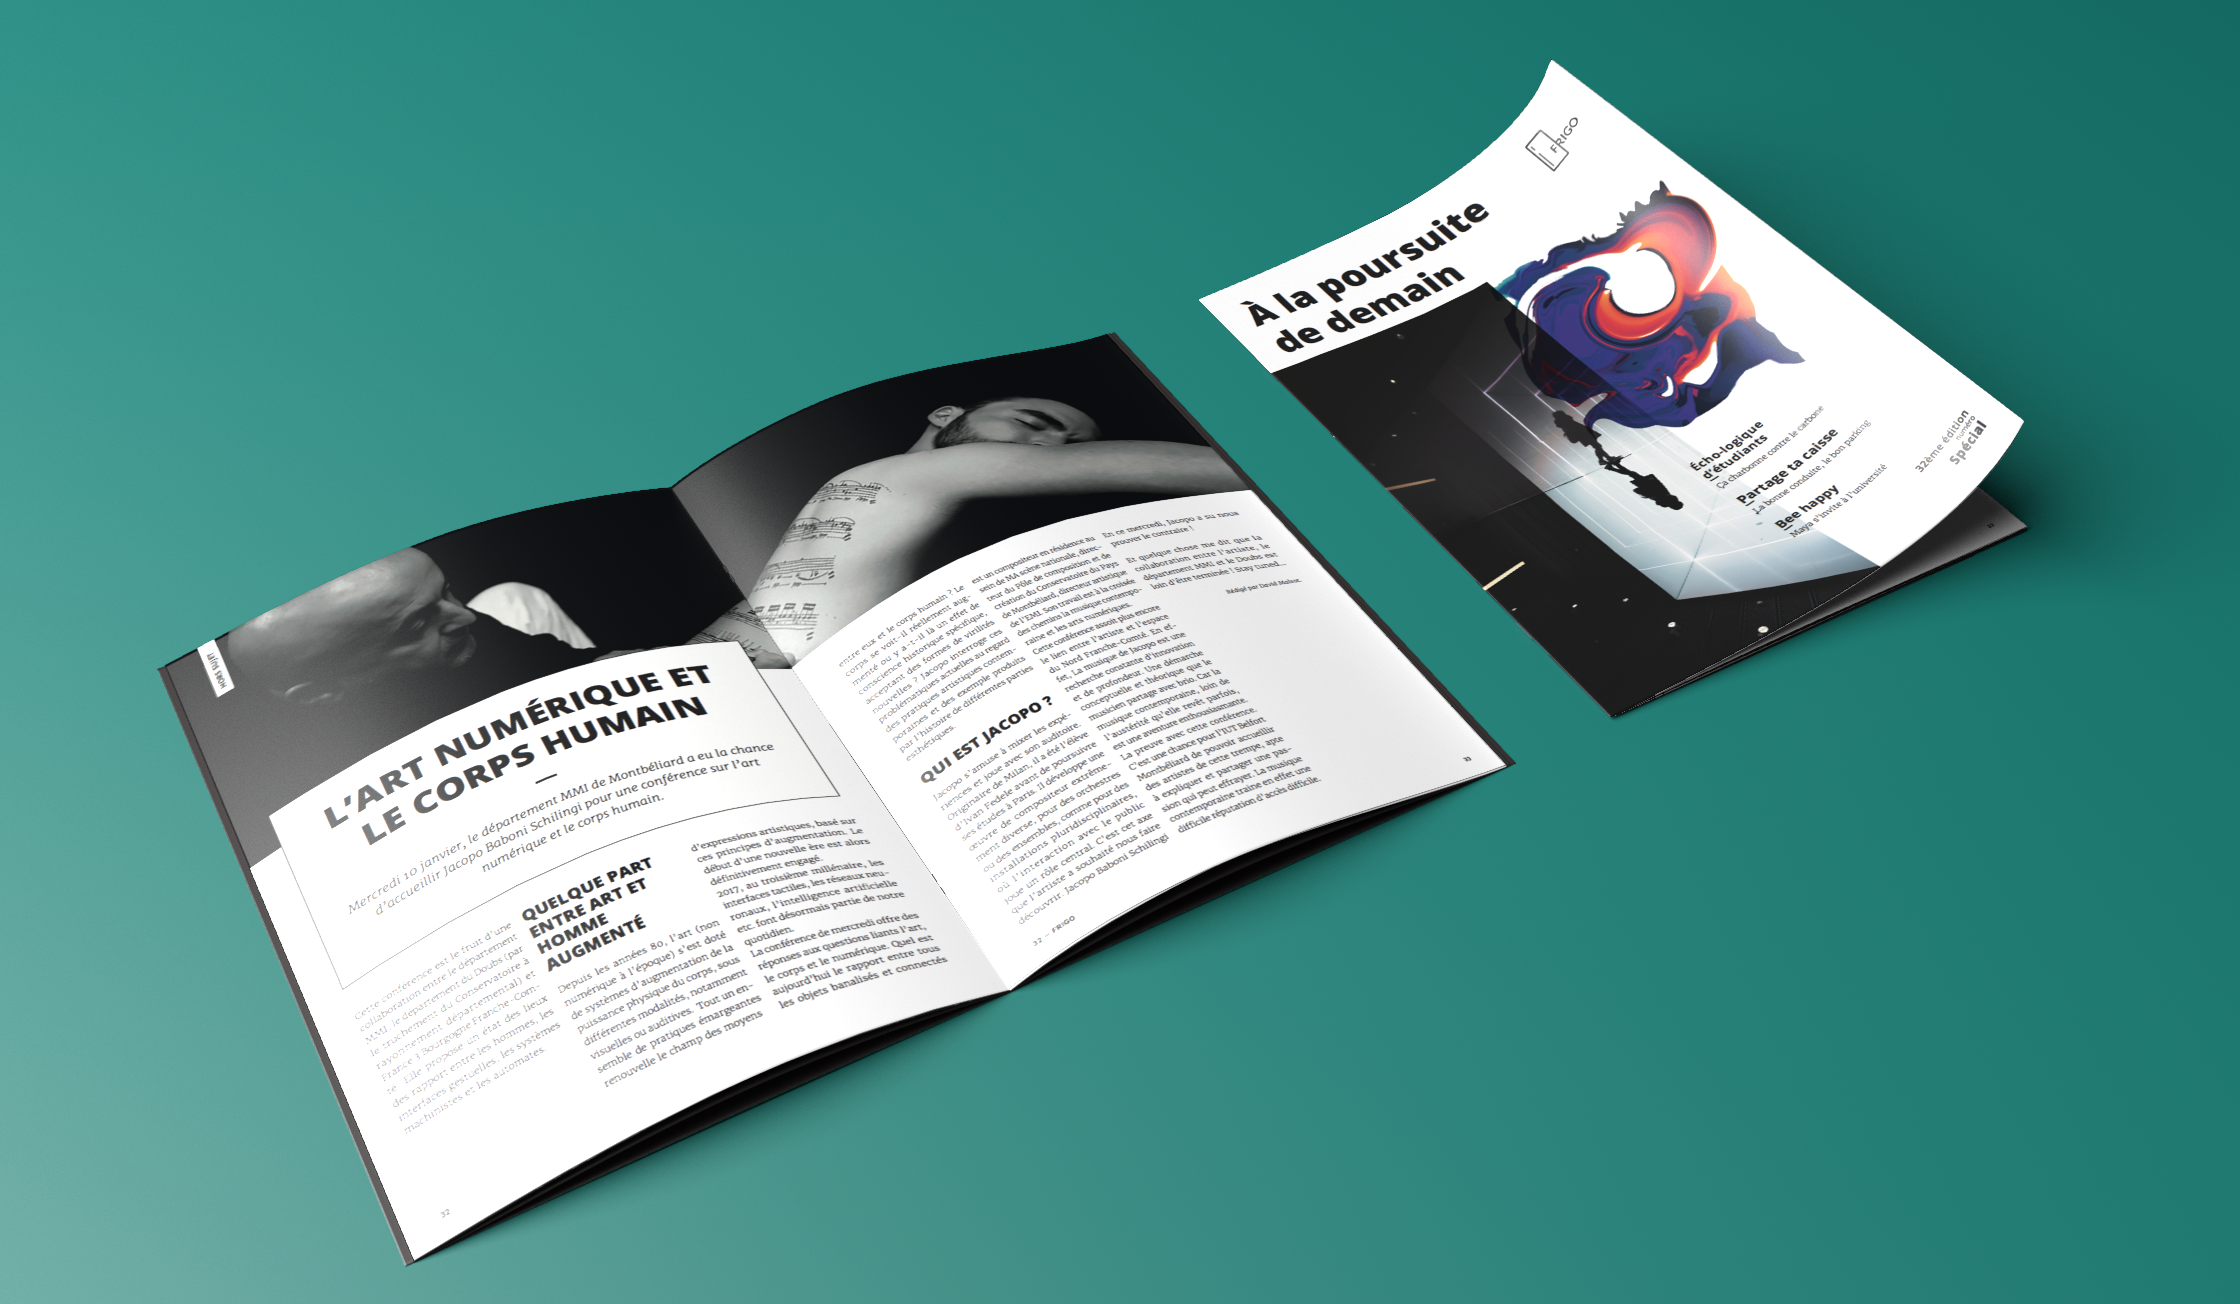 HORS SUJET
L'ART NUMÉRIQUE ET
LE CORPS HUMAIN
Mercredi 10 janvier, le département MMI de Montbéliard a eu la chance
d'accueillir Jacopo Baboni Schilingi pour une conférence sur l'art
numérique et le corps humain.
Cette conférence est le fruit d'une
collaboration entre le département
MMI, le département du Doubs (par
le truchement du Conservatoire à
rayonnement départemental) et
France à Bourgogne Franche-Com-
té. Elle propose un état des lieux
des rapport entre les hommes, les
interfaces gestuelles, les systèmes
machinistes et les automates.
QUELQUE PART
ENTRE ART ET
HOMME
AUGMENTÉ
Depuis les années 80, l'art (non
numérique à l'époque) s'est doté
de systèmes d'augmentation de la
puissance physique du corps, sous
différentes modalités, notamment
visuelles ou auditives. Tout un en-
semble de pratiques émargeantes
renouvelle le champ des moyens
d'expressions artistiques, basé sur
ces principes d'augmentation. Le
début d'une nouvelle ère est alors
définitivement engagé.
2017, au troisième millénaire, les
interfaces tactiles, les réseaux neu-
ronaux, l'intelligence artificielle
etc. font désormais partie de notre
quotidien.
La conférence de mercredi offre des
réponses aux questions liants l'art,
le corps et le numérique. Quel est
aujourd'hui le rapport entre tous
les objets banalisés et connectés
32
entre eux et le corps humain ? Le
corps se voit-il réellement aug-
menté ou y a-t-il là un effet de
conscience historique spécifique,
acceptant des formes de virilités
nouvelles ? Jacopo interroge ces
problématiques actuelles au regard
des pratiques artistiques contem-
poraines et des exemple produits
par l'histoire de différentes parties
esthétiques.
QUI EST JACOPO ?
Jacopo s'amuse à mixer les expé-
riences et joue avec son auditoire.
Originaire de Milan, il a été l'élève
d'Ivan Fedele avant de poursuivre
ses études à Paris. Il développe une
œuvre de compositeur extrême-
ment diverse, pour des orchestres
ou des ensembles, comme pour des
installations pluridisciplinaires,
où l'interaction avec le public
joue un rôle central. C'est cet axe
que l'artiste a souhaité nous faire
découvrir. Jacopo Baboni Schilingi
est un compositeur en résidence au
sein de MA scène nationale, direc-
teur du Pôle de composition et de
création du Conservatoire du Pays
de Montbéliard, directeur artistique
de l'EMI. Son travail est à la croisée
des chemins la musique contempo-
raine et les arts numériques.
Cette conférence assoit plus encore
le lien entre l'artiste et l'espace
du Nord Franche-Comté. En ef-
fet, La musique de Jacopo est une
recherche constante d'innovation
et de profondeur. Une démarche
conceptuelle et théorique que le
musicien partage avec brio. Car la
musique contemporaine, loin de
l'austérité qu'elle revêt parfois,
est une aventure enthousiasmante.
La preuve avec cette conférence.
C'est une chance pour l'IUT Belfort
Montbéliard de pouvoir accueillir
des artistes de cette trempe, apte
à expliquer et partager une pas-
sion qui peut effrayer. La musique
contemporaine traine en effet une
difficile réputation d'accès difficile.
En ce mercredi, Jacopo a su nous
prouver le contraire !
Et quelque chose me dit que la
collaboration entre l'artiste, le
département MMI et le Doubs est
loin d'être terminée ! Stay tuned...
Rédigé par David
32 — FRIGO
33
FRIGO
À la poursuite
de demain
Écho-logique
d'étudiants
Ça charbonne contre le carbone
Partage ta caisse
La bonne conduite, le bon parking
Bee happy
Maya s'invite à l'université
32ème édition
numéro
Spécial